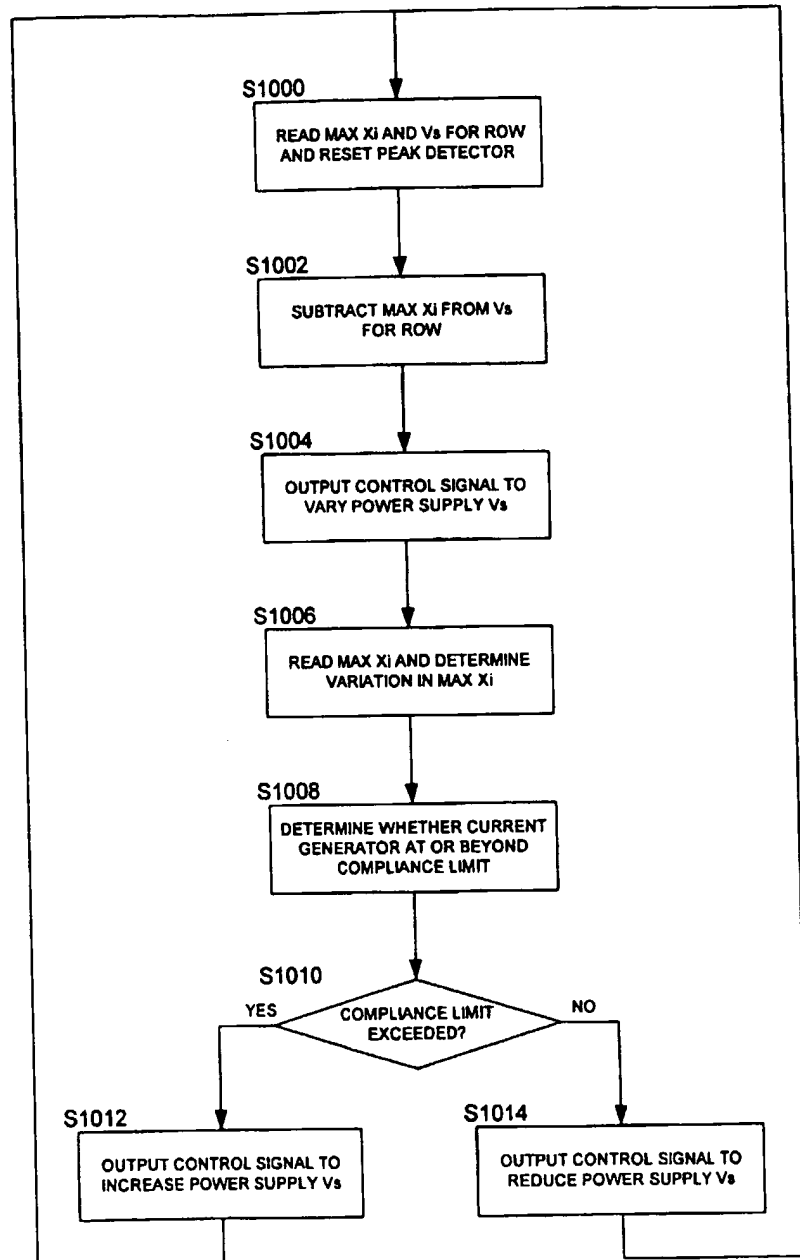 S1000
READ MAX Xi AND Vs FOR ROW
AND RESET PEAK DETECTOR
S1002
SUBTRACT MAX Xi FROM Vs
FOR ROW
S1004
OUTPUT CONTROL SIGNAL TO
VARY POWER SUPPLY Vs
S1006
READ MAX Xi AND DETERMINE
VARIATION IN MAX Xi
S1008
DETERMINE WHETHER CURRENT
GENERATOR AT OR BEYOND
COMPLIANCE LIMIT
S1010
YES
COMPLIANCE LIMIT
EXCEEDED?
NO
S1012
OUTPUT CONTROL SIGNAL TO
INCREASE POWER SUPPLY Vs
S1014
OUTPUT CONTROL SIGNAL TO
REDUCE POWER SUPPLY Vs